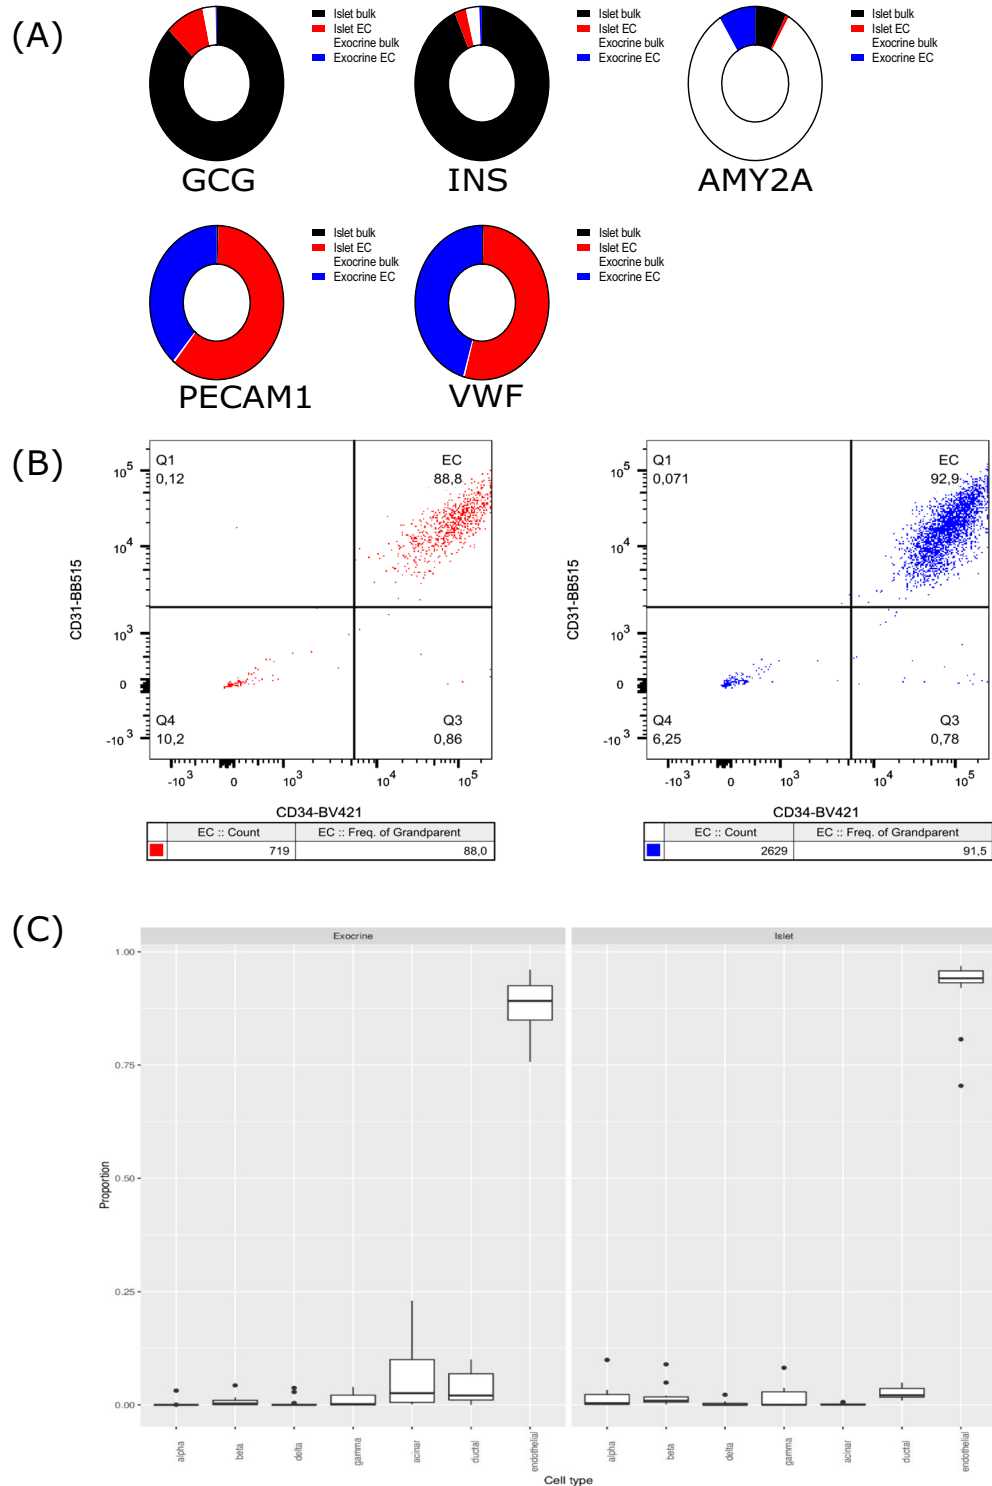 (A)
Islet bulk
Islet EC
Exocrine bulk
Exocrine EC
GCG
Islet bulk
Islet EC
Exocrine bulk
Exocrine EC
INS
Islet bulk
Islet EC
Exocrine bulk
Exocrine EC
AMY2A
Islet bulk
Islet EC
Exocrine bulk
Exocrine EC
PECAM1
Islet bulk
Islet EC
Exocrine bulk
Exocrine EC
VWF
(B)
CD31-BB515
10^5
10^4
10^3
0
-10^3
Q1
0,12
EC
88,8
Q4
10,2
Q3
0,86
-10^3 0 10^3 10^4 10^5
CD34-BV421
EC :: Count EC :: Freq. of Grandparent
719 88,0
CD31-BB515
10^5
10^4
10^3
0
-10^3
Q1
0,071
EC
92,9
Q4
6,25
Q3
0,78
-10^3 0 10^3 10^4 10^5
CD34-BV421
EC :: Count EC :: Freq. of Grandparent
2629 91,5
(C)
Exocrine Islet
Proportion
1.00
0.75
0.50
0.25
0.00
alpha beta delta gamma acinar ductal endothelial alpha beta delta gamma acinar ductal endothelial
Cell type